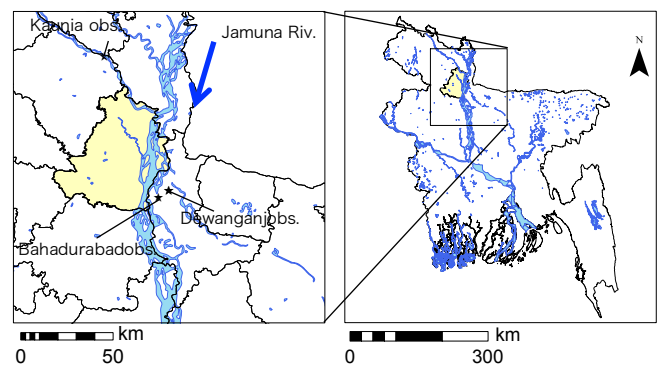 Kaunia obs.
Jamuna Riv.
Dewanganjobs.
Bahadurabadobs.
km
0 50
N
km
0 300